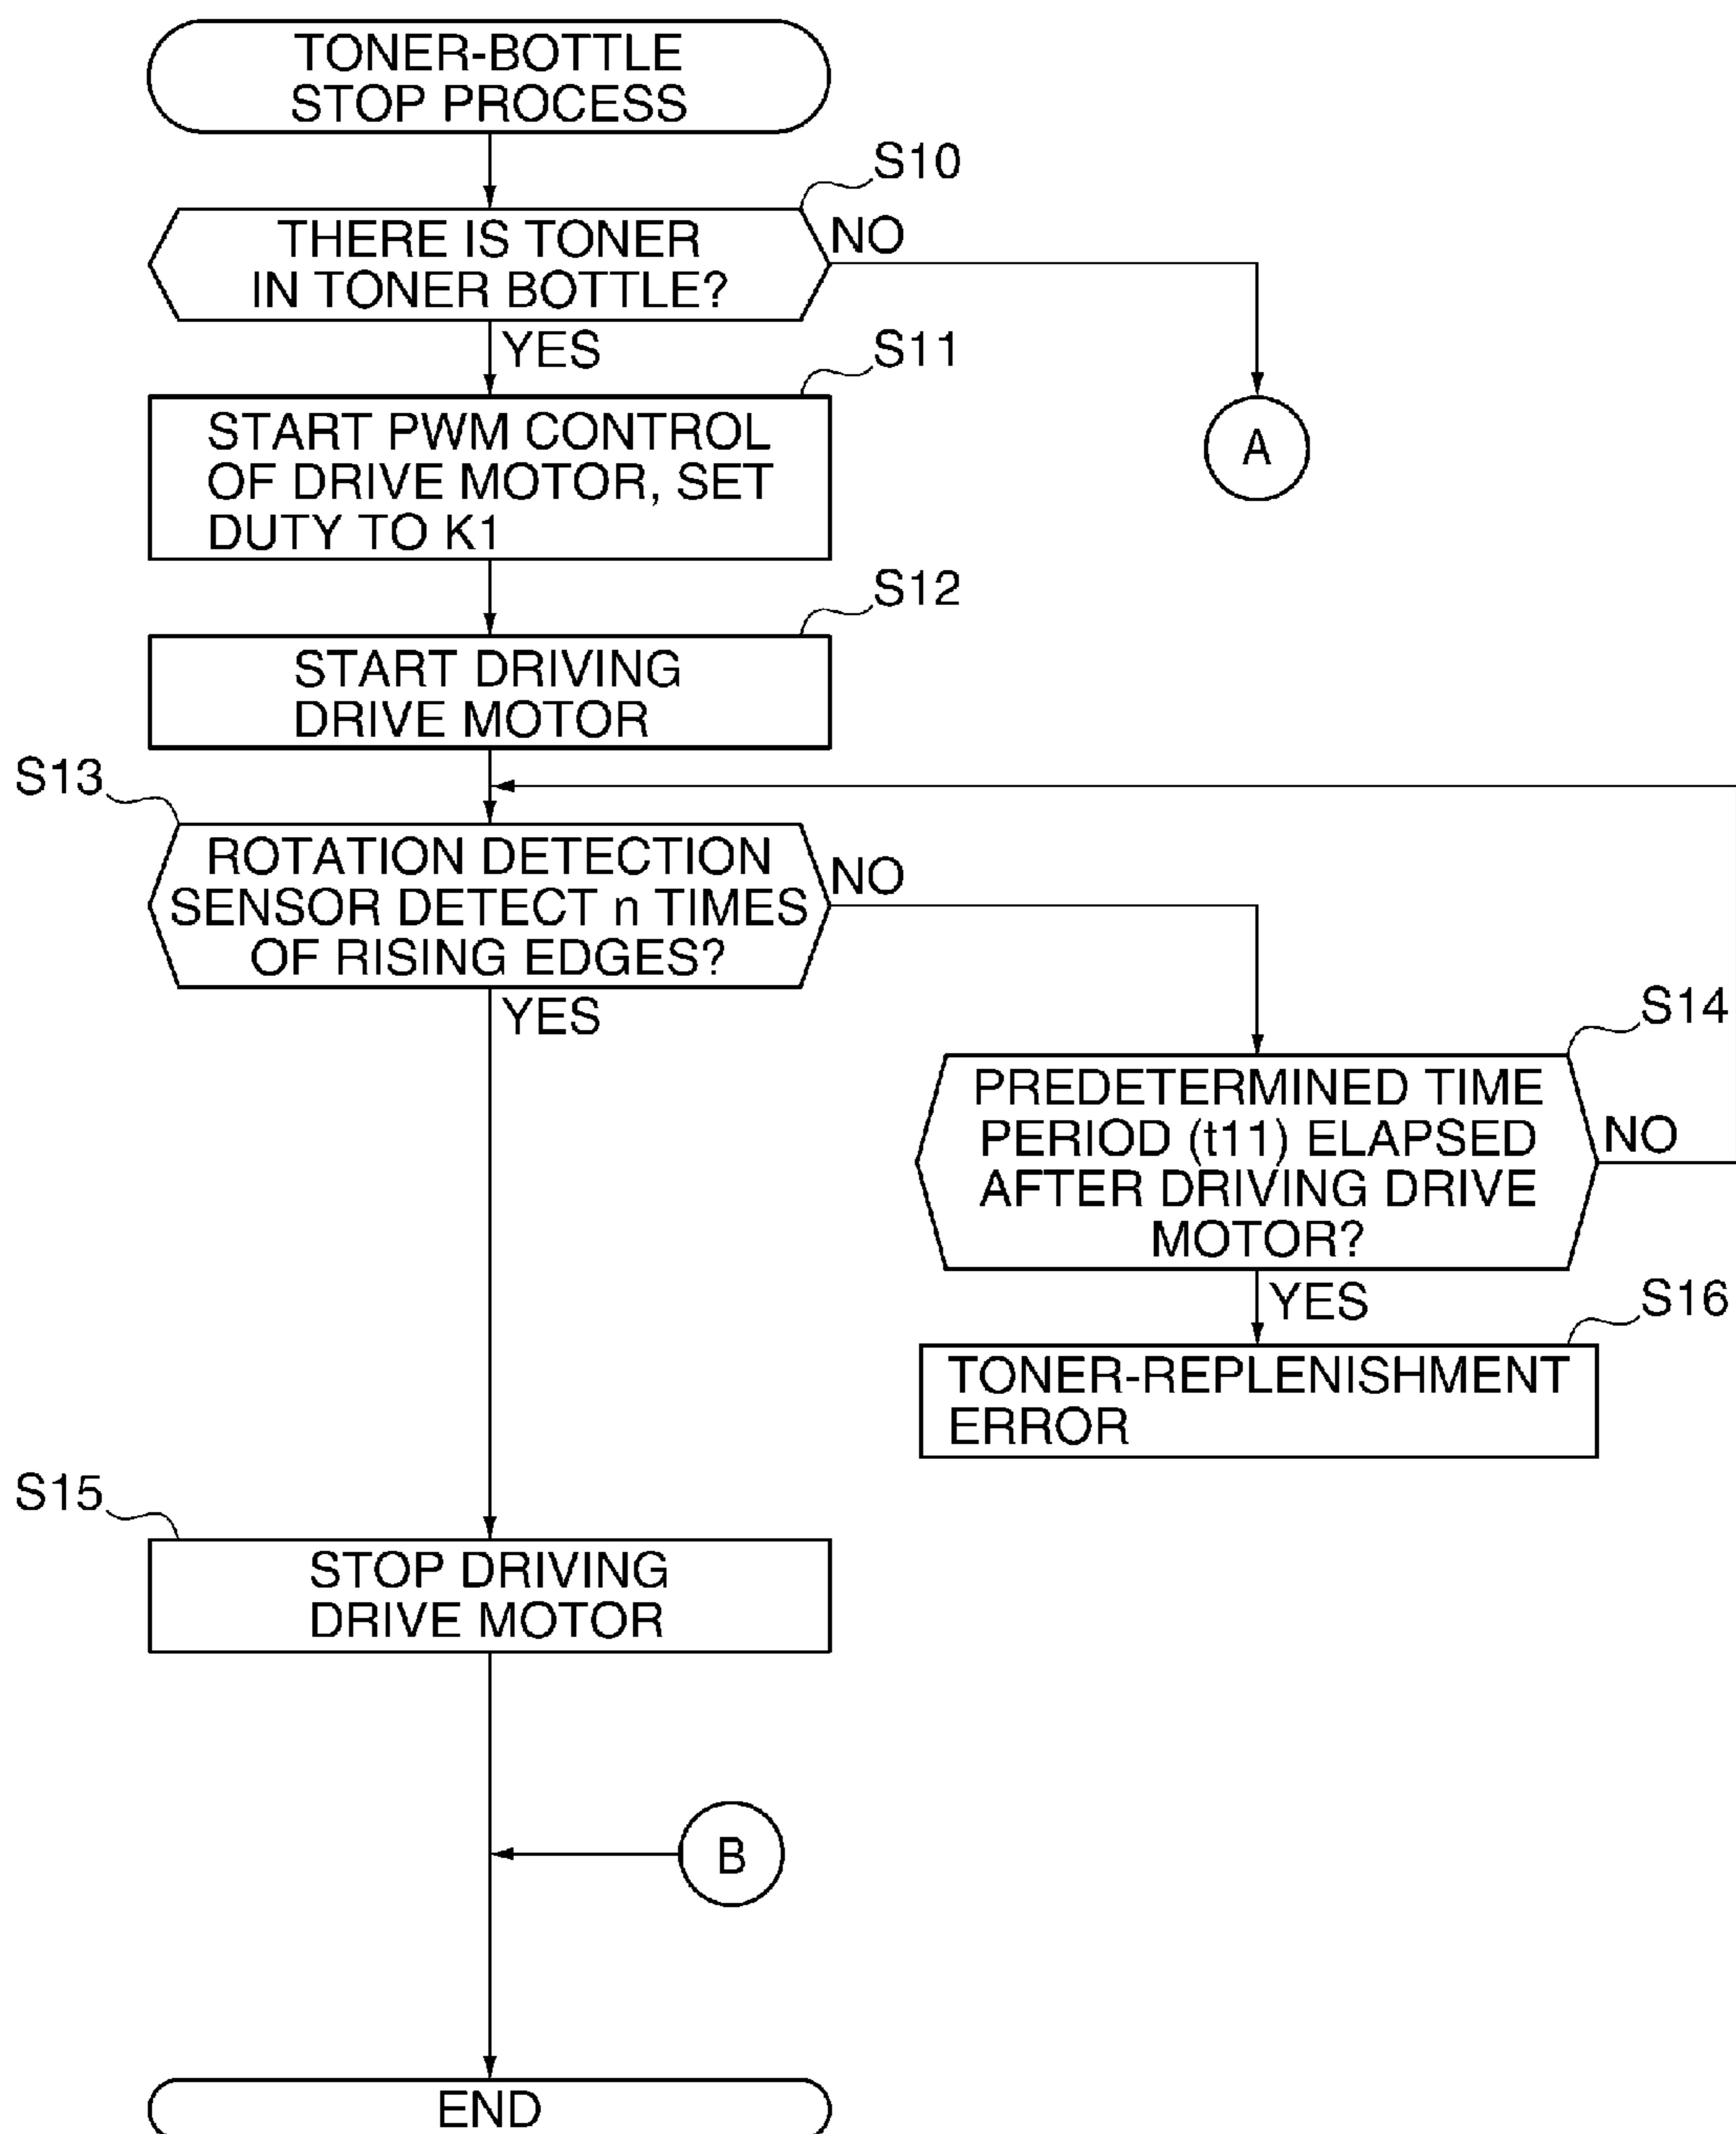 TONER-BOTTLE
STOP PROCESS
S10
THERE IS TONER
IN TONER BOTTLE?
NO
YES
S11
START PWM CONTROL
OF DRIVE MOTOR, SET
DUTY TO K1
A
S12
START DRIVING
DRIVE MOTOR
S13
ROTATION DETECTION
SENSOR DETECT n TIMES
OF RISING EDGES?
NO
YES
S14
PREDETERMINED TIME
PERIOD (t11) ELAPSED
AFTER DRIVING DRIVE
MOTOR?
NO
YES
S16
TONER-REPLENISHMENT
ERROR
S15
STOP DRIVING
DRIVE MOTOR
B
END